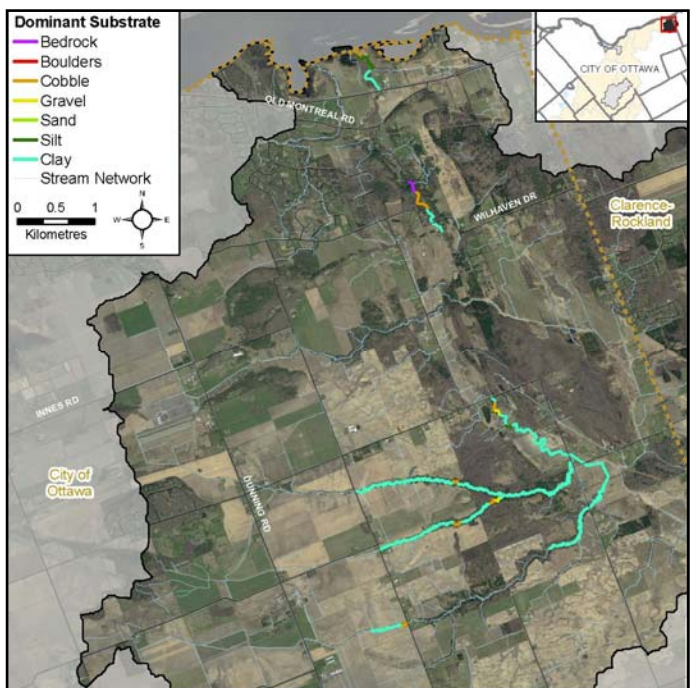 Dominant Substrate
Bedrock
Boulders
Cobble
Gravel
Sand
Silt
Clay
Stream Network
0 0.5 1
Kilometres
N
W E
S
CITY OF OTTAWA
OLD MONTREAL RD
WILHAVEN DR
Clarence-
Rockland
INNES RD
City of
Ottawa
DUNNING RD